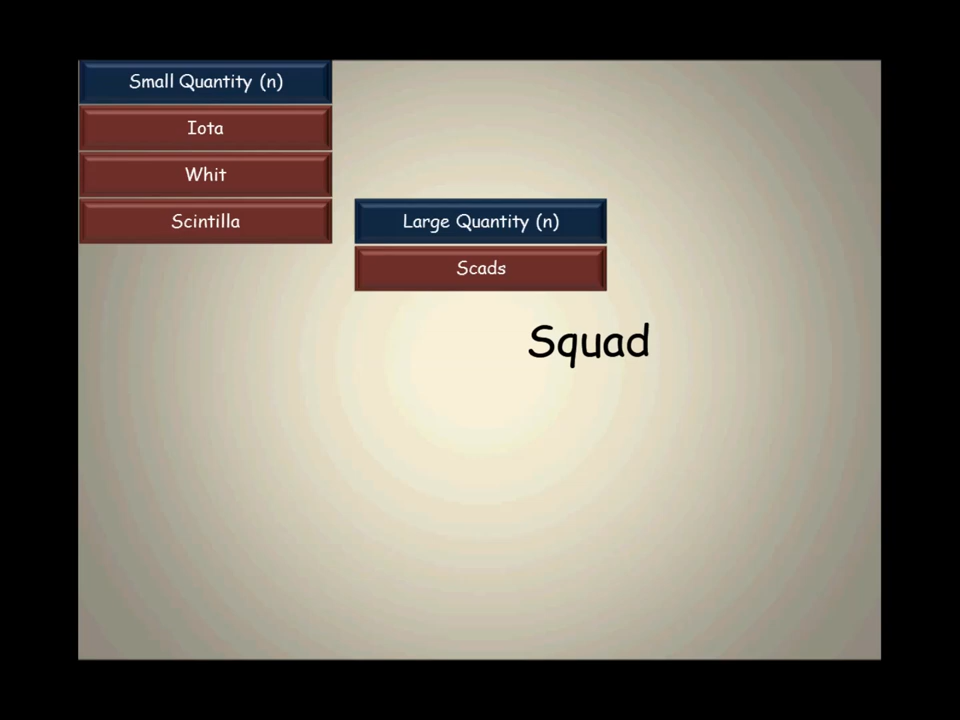 Small Quantity (n)
Iota
Whit
Scintilla
Large Quantity (n)
Scads
Squad